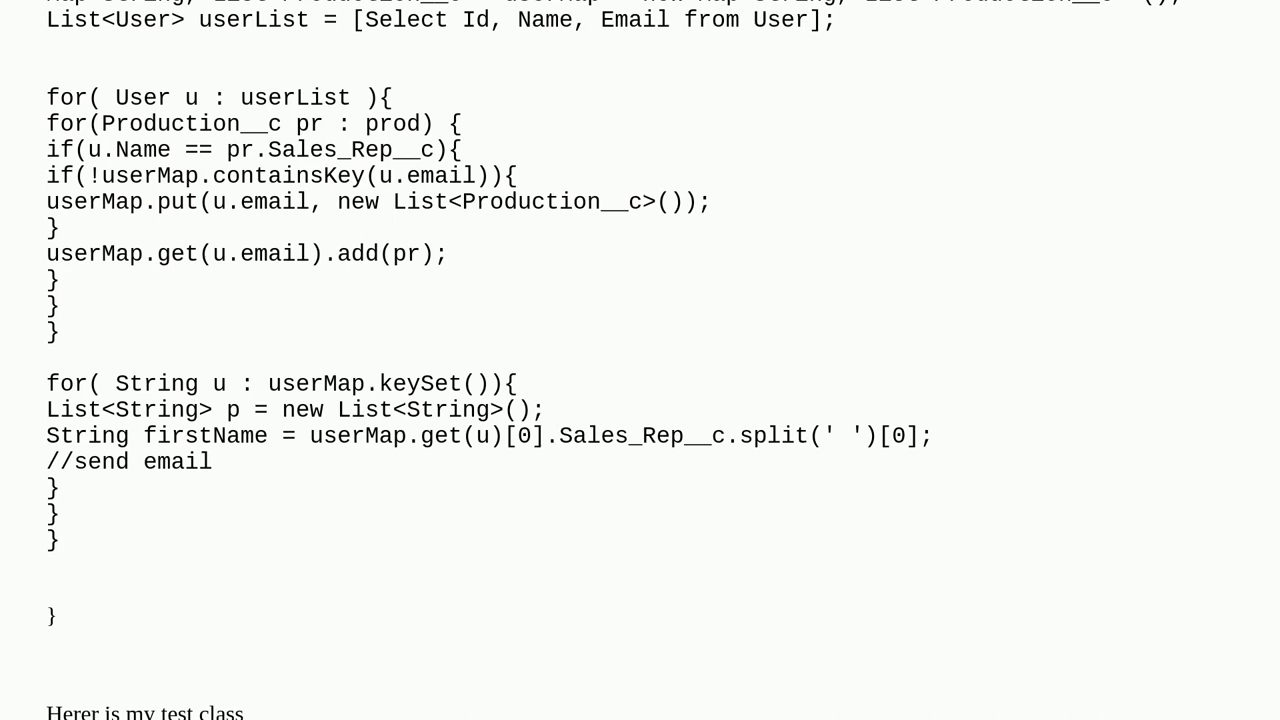 List<User> userList = [Select Id, Name, Email from User];
for( User u : userList ){
for(Production__c pr : prod) {
if(u.Name == pr.Sales_Rep__c){
if(!userMap.containsKey(u.email)){
userMap.put(u.email, new List<Production__c>());
}
userMap.get(u.email).add(pr);
}
}
}
for( String u : userMap.keySet()){
List<String> p = new List<String>();
String firstName = userMap.get(u)[0].Sales_Rep__c.split(' ')[0];
//send email
}
}
}
}
Herer is my test class